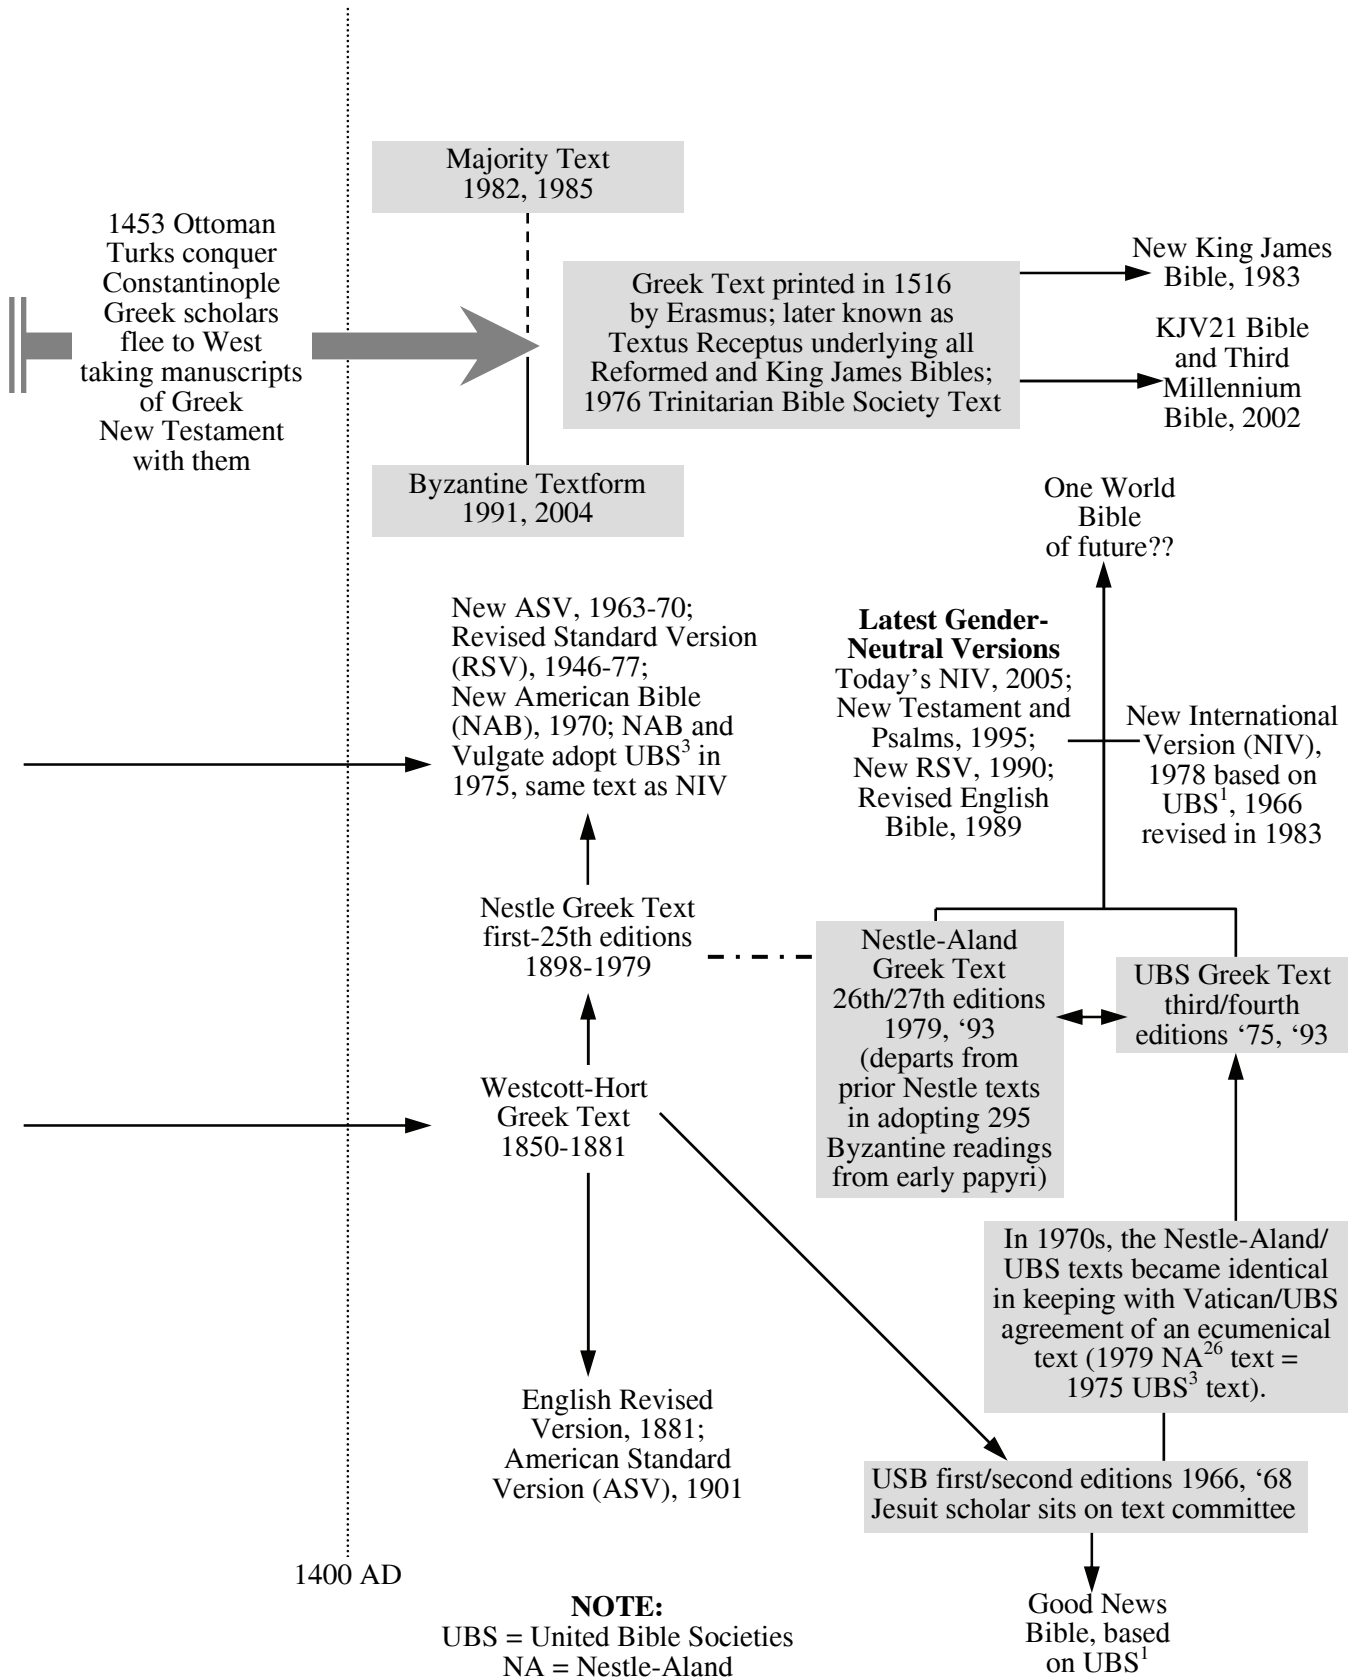 Majority Text
1982, 1985
1453 Ottoman
Turks conquer
Constantinople
Greek scholars
flee to West
taking manuscripts
of Greek
New Testament
with them
Greek Text printed in 1516
by Erasmus; later known as
Textus Receptus underlying all
Reformed and King James Bibles;
1976 Trinitarian Bible Society Text
New King James
Bible, 1983
KJV21 Bible
and Third
Millennium
Bible, 2002
Byzantine Textform
1991, 2004
One World
Bible
of future??
New ASV, 1963-70;
Revised Standard Version
(RSV), 1946-77;
New American Bible
(NAB), 1970; NAB and
Vulgate adopt UBS³ in
1975, same text as NIV
Latest Gender-
Neutral Versions
Today’s NIV, 2005;
New Testament and
Psalms, 1995;
New RSV, 1990;
Revised English
Bible, 1989
New International
Version (NIV),
1978 based on
UBS¹, 1966
revised in 1983
Nestle Greek Text
first-25th editions
1898-1979
Nestle-Aland
Greek Text
26th/27th editions
1979, ‘93
(departs from
prior Nestle texts
in adopting 295
Byzantine readings
from early papyri)
UBS Greek Text
third/fourth
editions ‘75, ‘93
Westcott-Hort
Greek Text
1850-1881
In 1970s, the Nestle-Aland/
UBS texts became identical
in keeping with Vatican/UBS
agreement of an ecumenical
text (1979 NA²⁶ text =
1975 UBS³ text).
English Revised
Version, 1881;
American Standard
Version (ASV), 1901
USB first/second editions 1966, ‘68
Jesuit scholar sits on text committee
1400 AD
Good News
Bible, based
on UBS¹
NOTE:
UBS = United Bible Societies
NA = Nestle-Aland